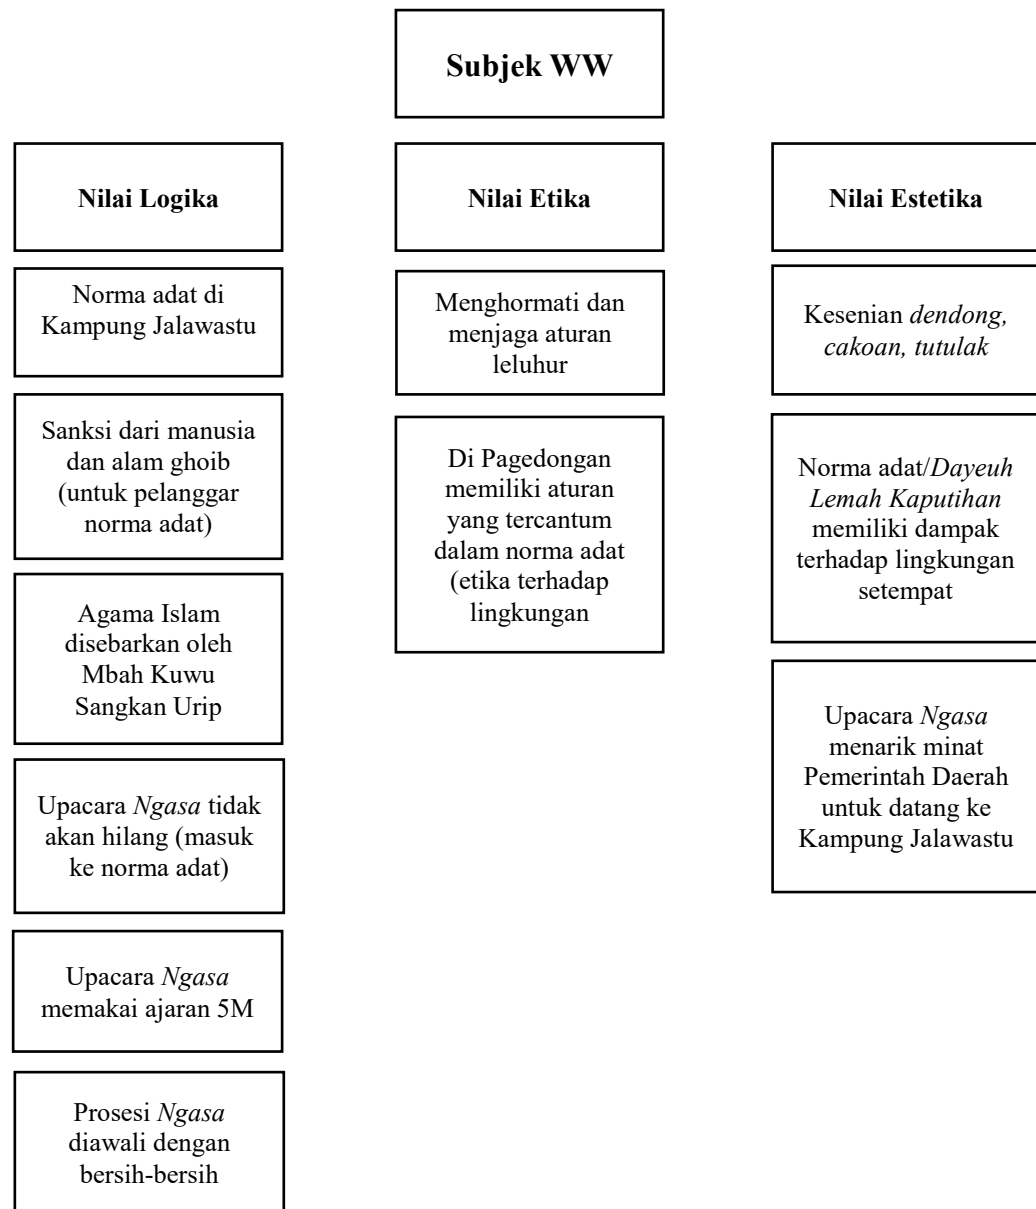 Subjek WW
Nilai Logika
Norma adat di
Kampung Jalawastu
Sanksi dari manusia
dan alam ghoib
(untuk pelanggar
norma adat)
Agama Islam
disebarkan oleh
Mbah Kuwu
Sangkan Urip
Upacara Ngasa tidak
akan hilang (masuk
ke norma adat)
Upacara Ngasa
memakai ajaran 5M
Prosesi Ngasa
diawali dengan
bersih-bersih
Nilai Etika
Menghormati dan
menjaga aturan
leluhur
Di Pagedongan
memiliki aturan
yang tercantum
dalam norma adat
(etika terhadap
lingkungan
Nilai Estetika
Kesenian dendong,
cakoan, tutulak
Norma adat/Dayeuh
Lemah Kaputihan
memiliki dampak
terhadap lingkungan
setempat
Upacara Ngasa
menarik minat
Pemerintah Daerah
untuk datang ke
Kampung Jalawastu